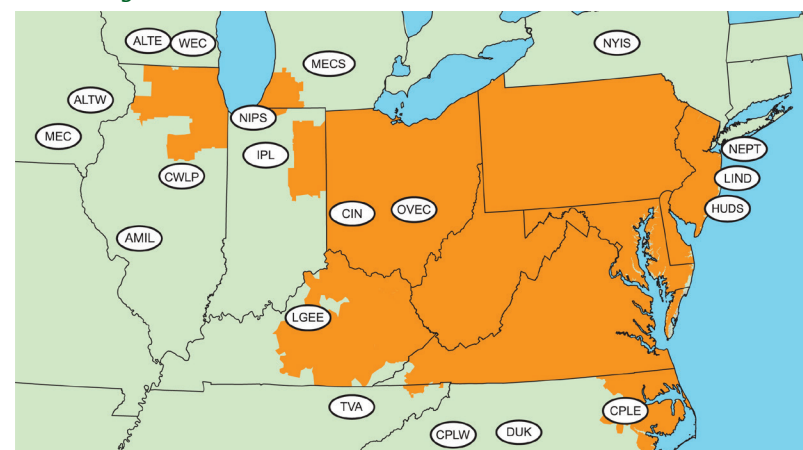 ALTE
WEC
NYIS
MECS
ALTW
NIPS
MEC
NEPT
IPL
CWLP
LIND
HUDS
CIN
OVEC
AMIL
LGEE
TVA
CPLE
CPLW
DUK